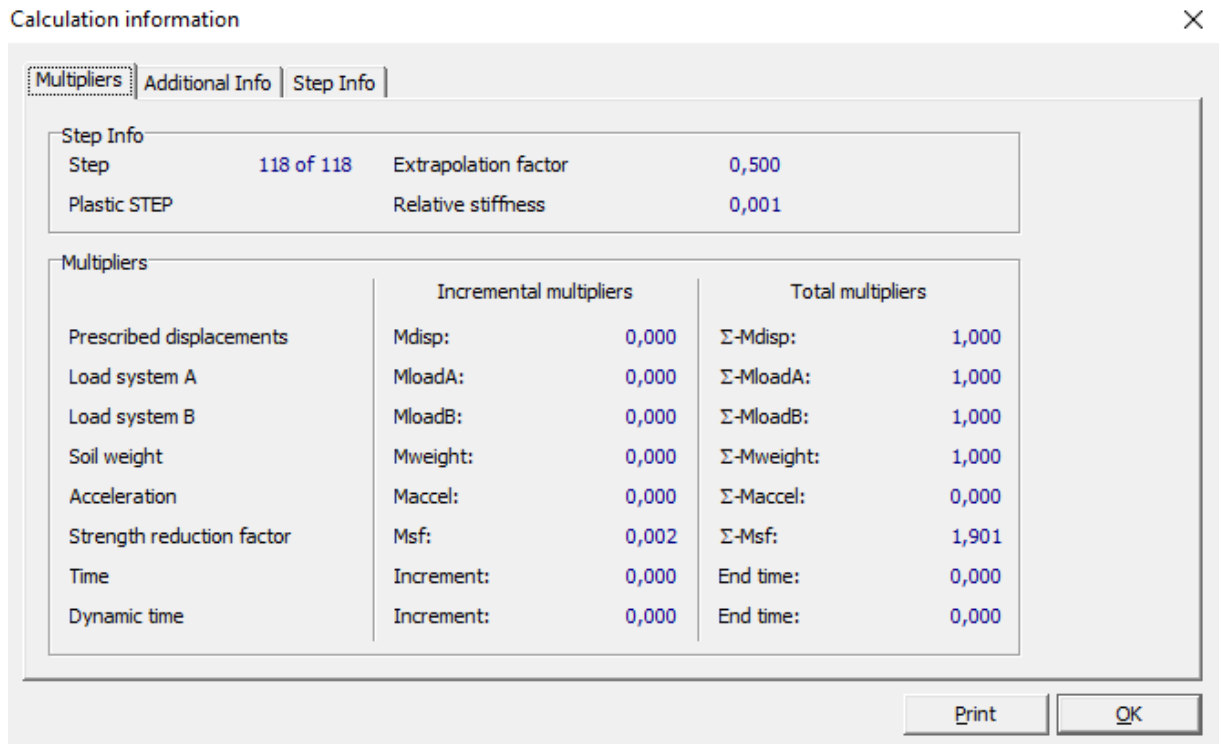 Calculation information
Multipliers Additional Info Step Info
Step Info
Step 118 of 118 Extrapolation factor 0,500
Plastic STEP Relative stiffness 0,001
Multipliers
Incremental multipliers Total multipliers
Prescribed displacements Mdisp: 0,000 Σ-Mdisp: 1,000
Load system A MloadA: 0,000 Σ-MloadA: 1,000
Load system B MloadB: 0,000 Σ-MloadB: 1,000
Soil weight Mweight: 0,000 Σ-Mweight: 1,000
Acceleration Maccel: 0,000 Σ-Maccel: 0,000
Strength reduction factor Msf: 0,002 Σ-Msf: 1,901
Time Increment: 0,000 End time: 0,000
Dynamic time Increment: 0,000 End time: 0,000
Print OK